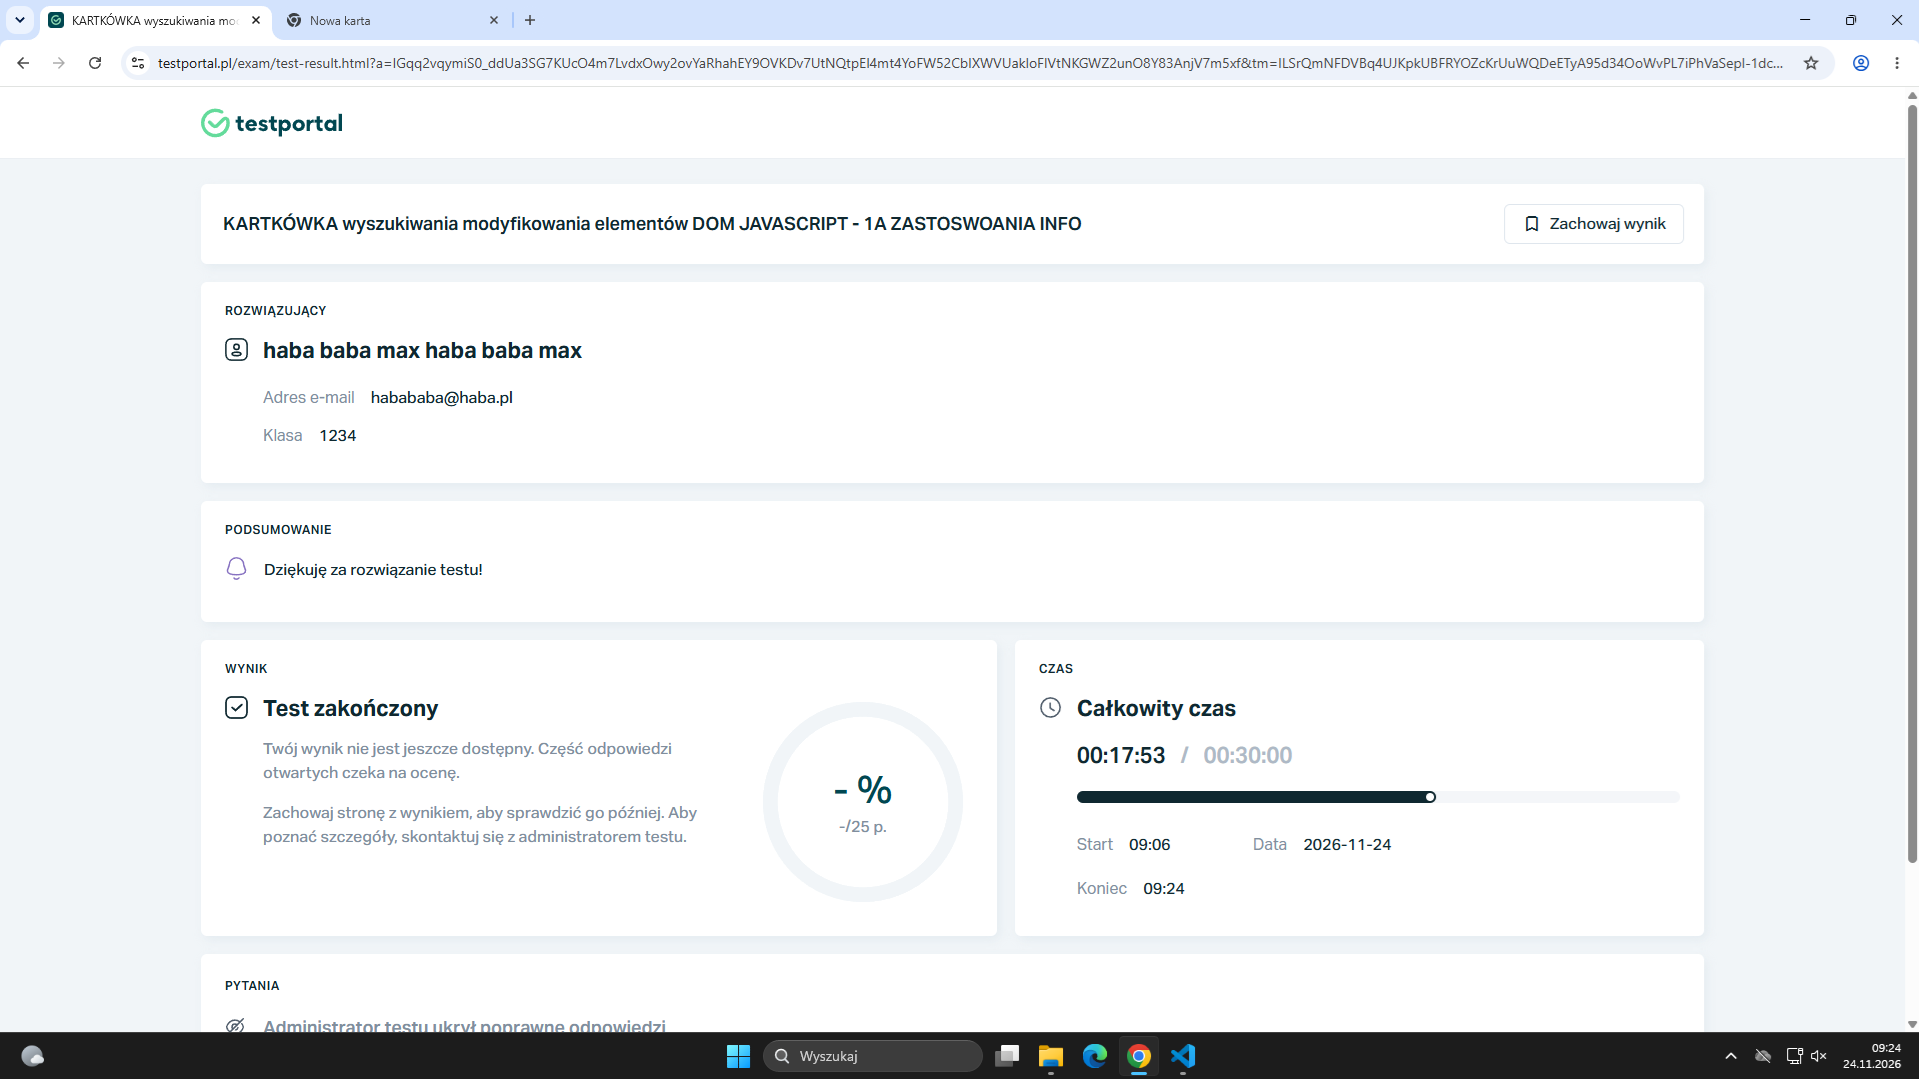 KARTKÓWKA wyszukiwania mo
Nowa karta
testportal.pl/exam/test-result.html?a=IGqq2vqymiS0_ddUa3SG7KUcO4m7LvdxOwy2ovYaRhahEY9OVKDv7UtNQtpEI4mt4YoFW52CbIXWVUakIoFIVtNKGWZ2unO8Y83AnjV7m5xf&tm=ILSrQmNFDVBq4UJKpkUBFRYOZcKrUuWQDeETyA95d34OoWvPL7iPhVaSepI-1dc...
testportal
KARTKÓWKA wyszukiwania modyfikowania elementów DOM JAVASCRIPT - 1A ZASTOSWOANIA INFO
Zachowaj wynik
ROZWIĄZUJĄCY
haba baba max haba baba max
Adres e-mail habababa@haba.pl
Klasa 1234
PODSUMOWANIE
Dziękuję za rozwiązanie testu!
WYNIK
Test zakończony
Twój wynik nie jest jeszcze dostępny. Część odpowiedzi
otwartych czeka na ocenę.
Zachowaj stronę z wynikiem, aby sprawdzić go później. Aby
poznać szczegóły, skontaktuj się z administratorem testu.
- %
-/25 p.
CZAS
Całkowity czas
00:17:53 / 00:30:00
Start 09:06 Data 2026-11-24
Koniec 09:24
PYTANIA
Administrator testu ukrył poprawne odpowiedzi
Wyszukaj
09:24
24.11.2026